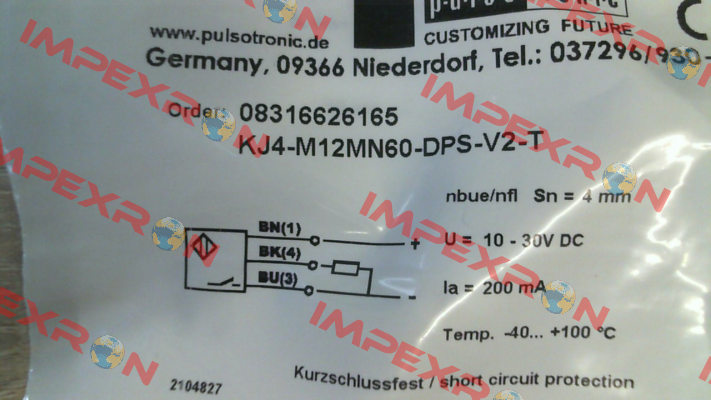 www.pulsotronic.de
CUSTOMIZING FUTURE
Germany, 09366 Niederdorf, Tel.: 037296/930-
Order: 08316626165
KJ4-M12MN60-DPS-V2-T
nbue/nfl Sn = 4 mm
BN(1)
+
U = 10 - 30V DC
BK(4)
BU(3)
-
Ia = 200 mA
Temp. -40... +100 °C
2104827
Kurzschlussfest / short circuit protection
IMPEXRON
IMPEXRON
IMPEXRON
IMPEXRON
IMPEXRON